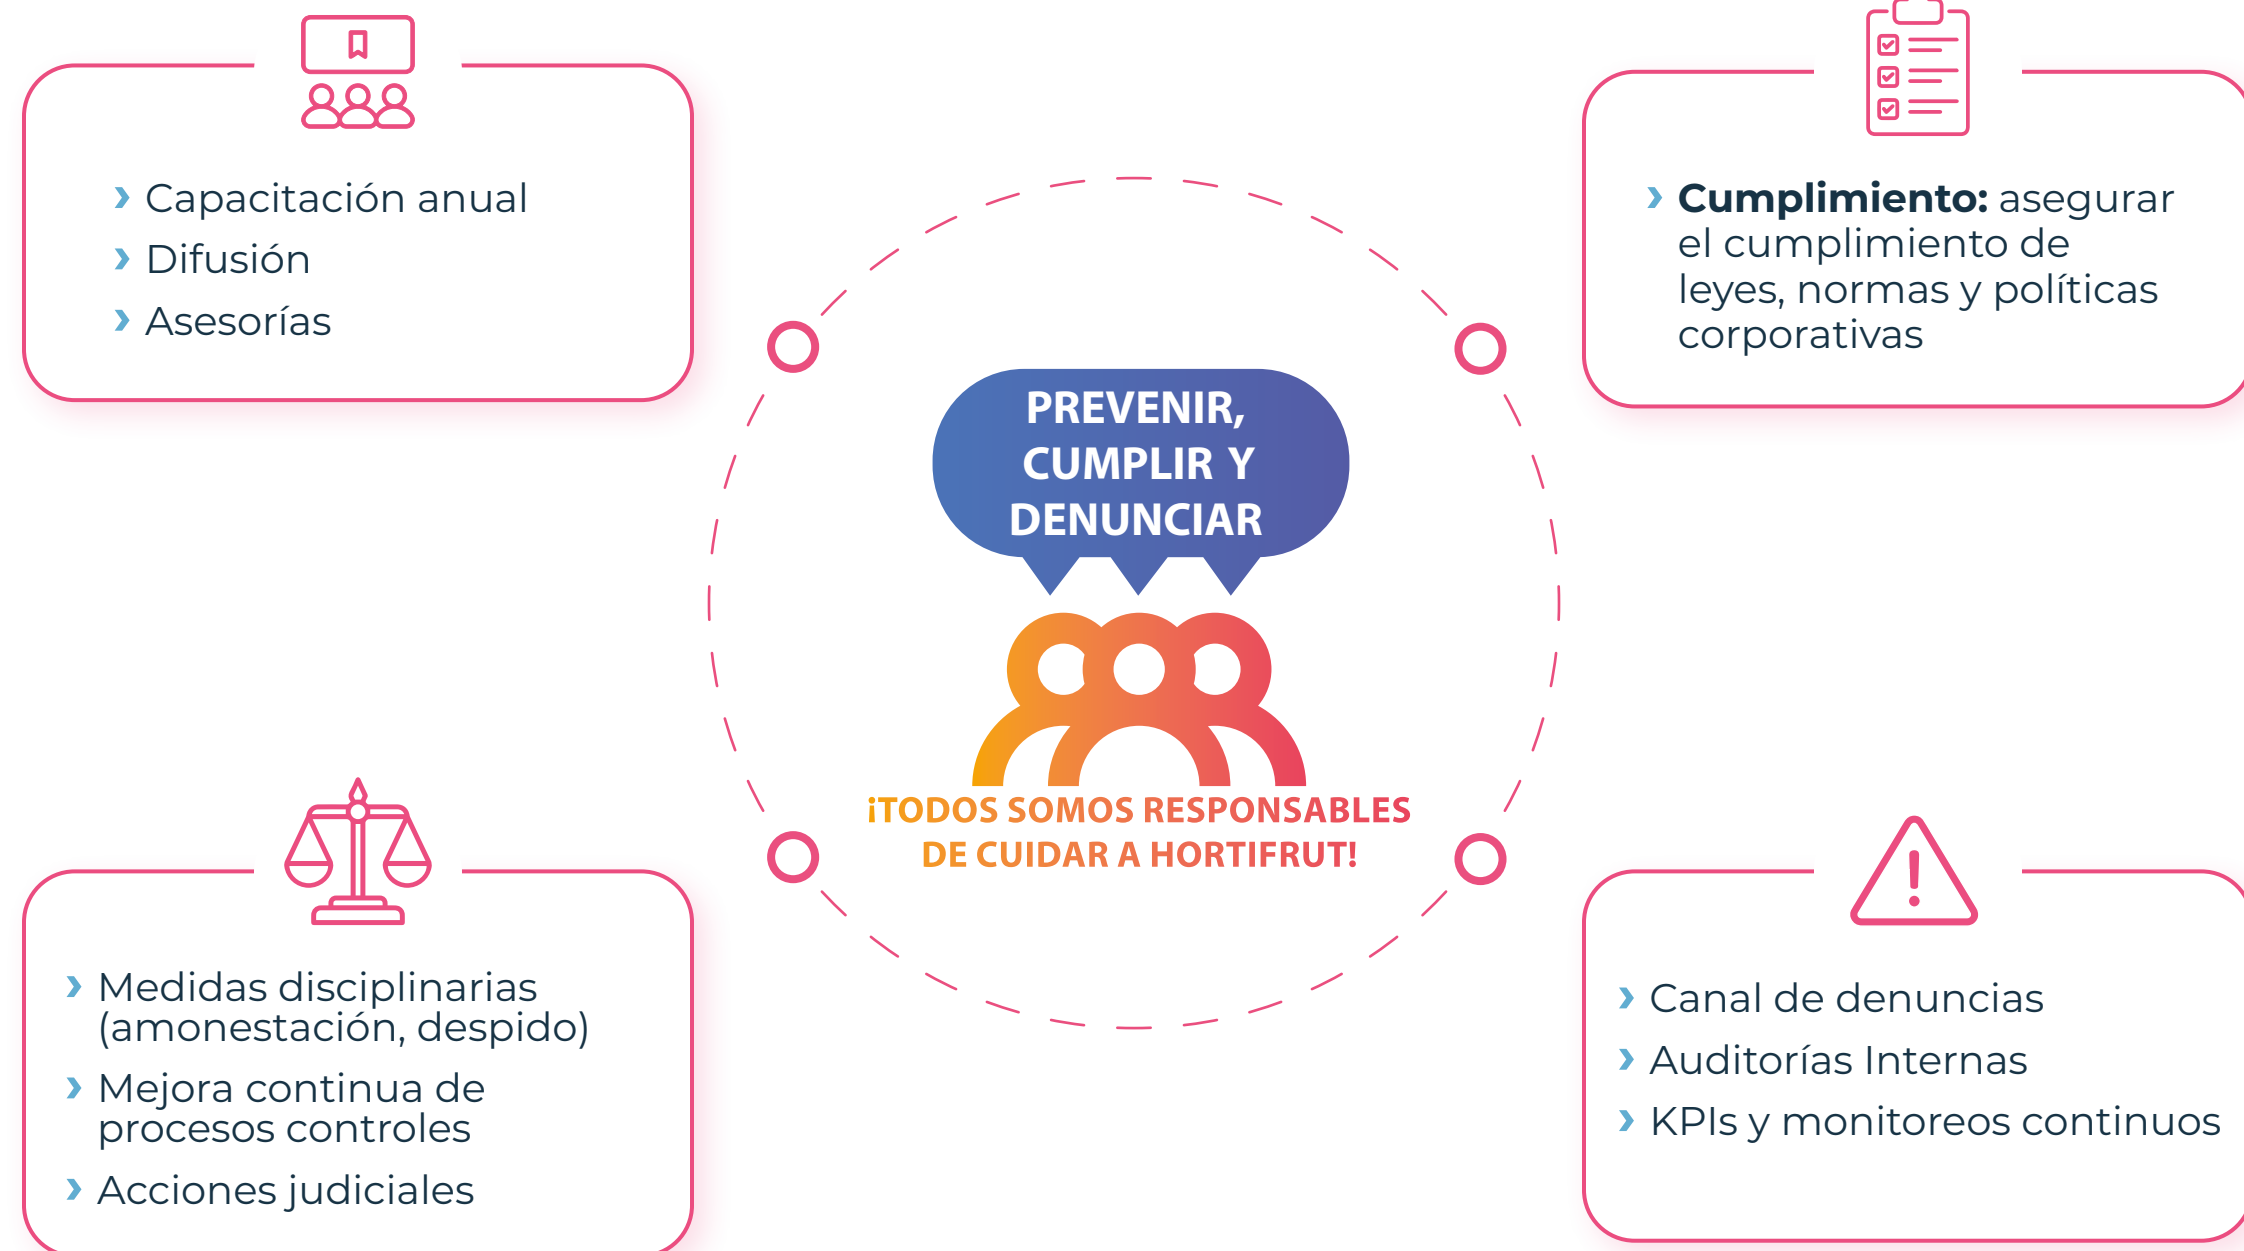 Capacitación anual
Difusión
Asesorías
Cumplimiento: asegurar
el cumplimiento de
leyes, normas y políticas
corporativas
PREVENIR,
CUMPLIR Y
DENUNCIAR
¡TODOS SOMOS RESPONSABLES
DE CUIDAR A HORTIFRUT!
Medidas disciplinarias
(amonestación, despido)
Mejora continua de
procesos controles
Acciones judiciales
Canal de denuncias
Auditorías Internas
KPIs y monitoreos continuos